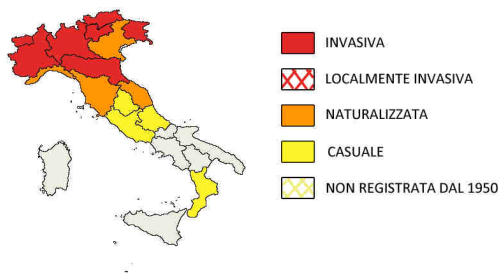 INVASIVA
LOCALMENTE INVASIVA
NATURALIZZATA
CASUALE
NON REGISTRATA DAL 1950